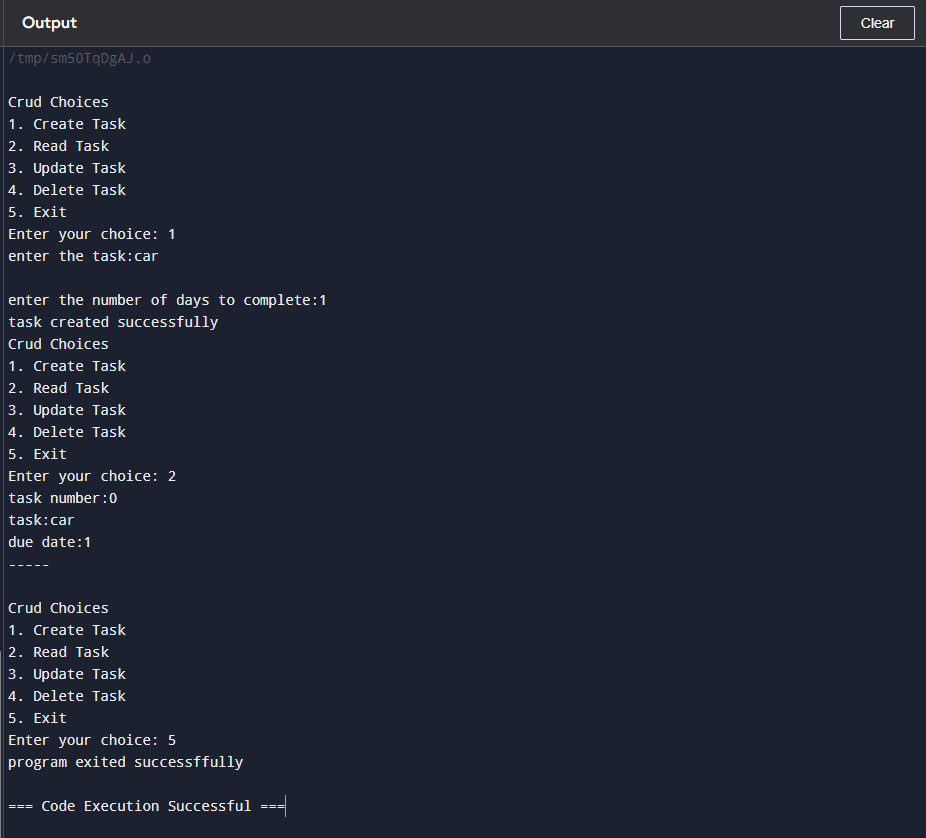 Output
Clear
/tmp/sm5OTqDgAJ.o
Crud Choices
1. Create Task
2. Read Task
3. Update Task
4. Delete Task
5. Exit
Enter your choice: 1
enter the task:car
enter the number of days to complete:1
task created successfully
Crud Choices
1. Create Task
2. Read Task
3. Update Task
4. Delete Task
5. Exit
Enter your choice: 2
task number:0
task:car
due date:1
-----
Crud Choices
1. Create Task
2. Read Task
3. Update Task
4. Delete Task
5. Exit
Enter your choice: 5
program exited successffully
=== Code Execution Successful ===